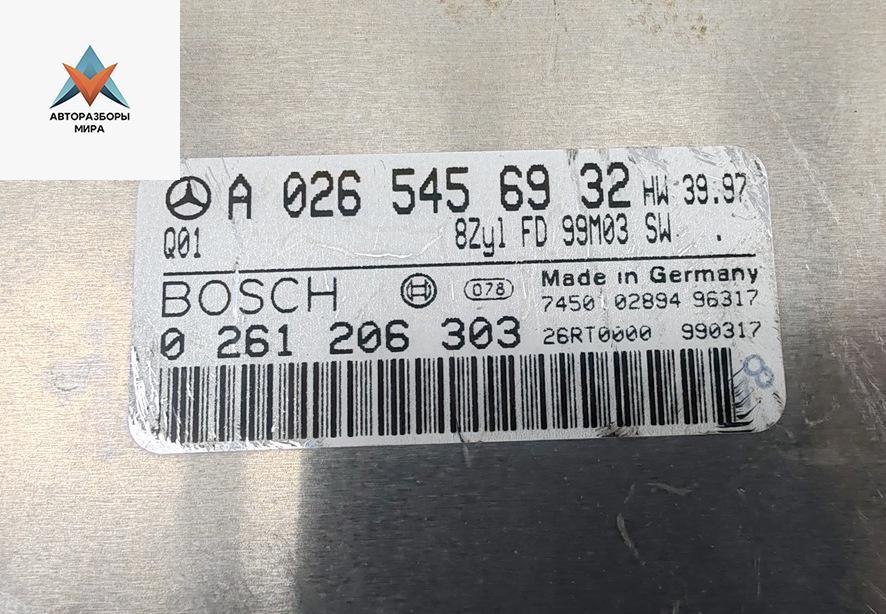 АВТОРАЗБОРЫ
МИРА
A 026 545 69 32 HW 39.97
Q01 8Zyl FD 99M03 SW .
BOSCH 078 Made in Germany
7450 02894 96317
0 261 206 303 26RT0000 990317
8